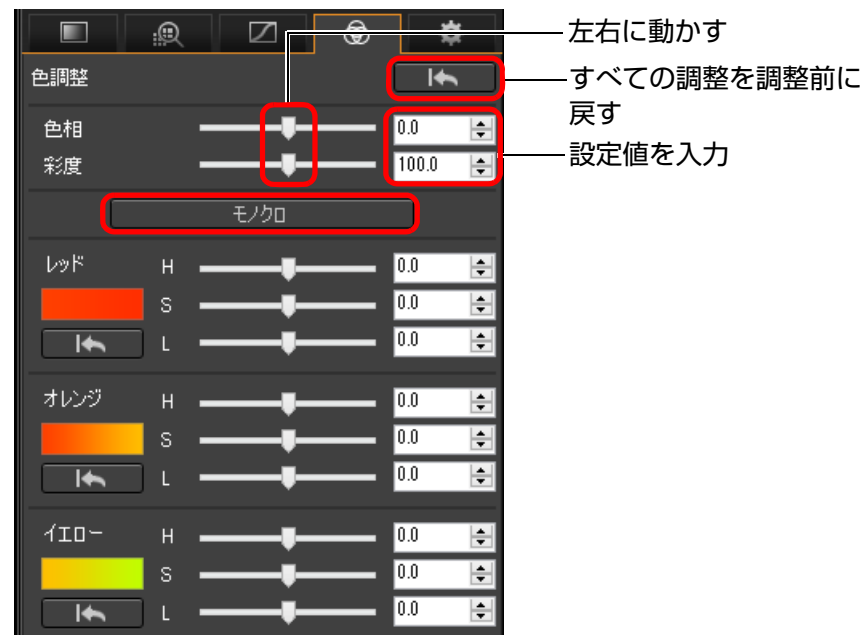 左右に動かす
色調整
すべての調整を調整前に
戻す
色相 0.0
彩度 100.0
設定値を入力
モノクロ
レッド H 0.0
S 0.0
L 0.0
オレンジ H 0.0
S 0.0
L 0.0
イエロー H 0.0
S 0.0
L 0.0